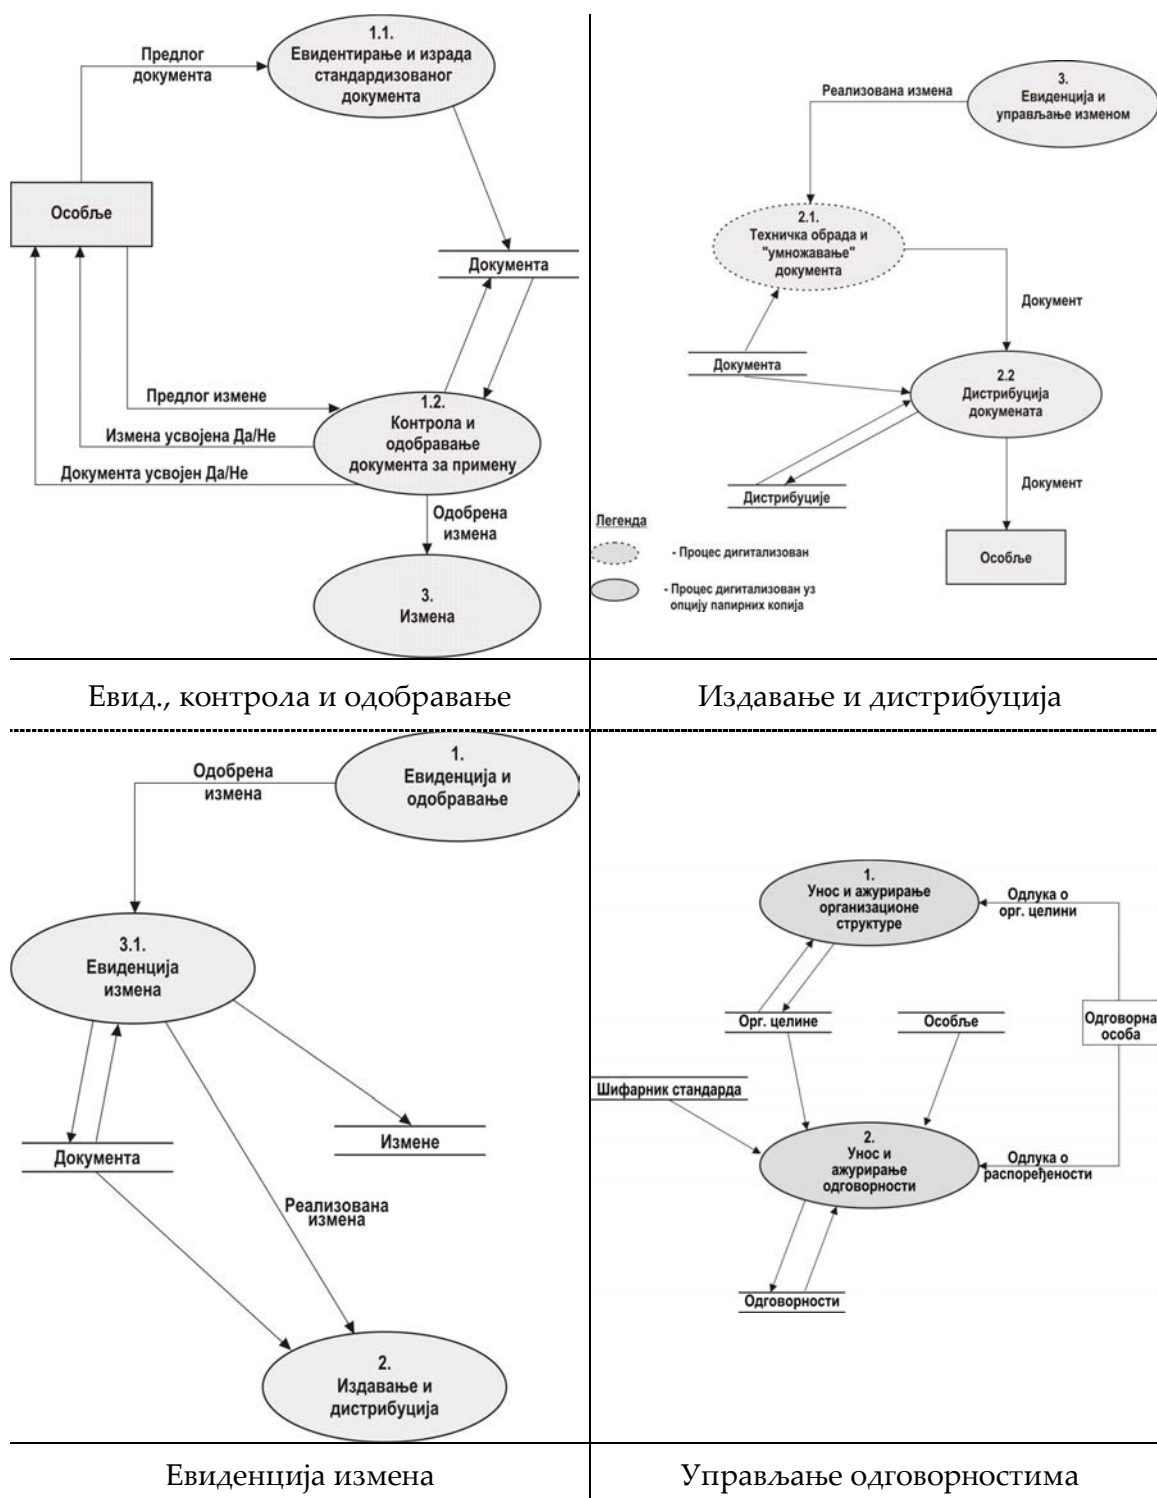 1.1.
Евидентирање и израда
стандардизованог
документа
Предлог
документа
Особље
Документа
Предлог измене
Измена усвојена Да/Не
Документа усвојен Да/Не
1.2.
Контрола и
одобравање
документа за примену
Одобрена
измена
3.
Измена
Евид., контрола и одобравање
3.
Евиденција и
управљање изменом
Реализована измена
2.1.
Техничка обрада и
"умножавање"
документа
Документ
Документа
2.2
Дистрибуција
докумената
Дистрибуције
Документ
Особље
Легенда
- Процес дигитализован
- Процес дигитализован уз
опцију папирних копија
Издавање и дистрибуција
1.
Евиденција и
одобравање
Одобрена
измена
3.1.
Евиденција
измена
Документа
Измене
Реализована
измена
2.
Издавање и
дистрибуција
Евиденција измена
1.
Унос и ажурирање
организационе
структуре
Одлука о
орг. целини
Орг. целине
Особље
Одговорна
особа
Шифарник стандарда
2.
Унос и
ажурирање
одговорности
Одлука о
распоређености
Одговорности
Управљање одговорностима